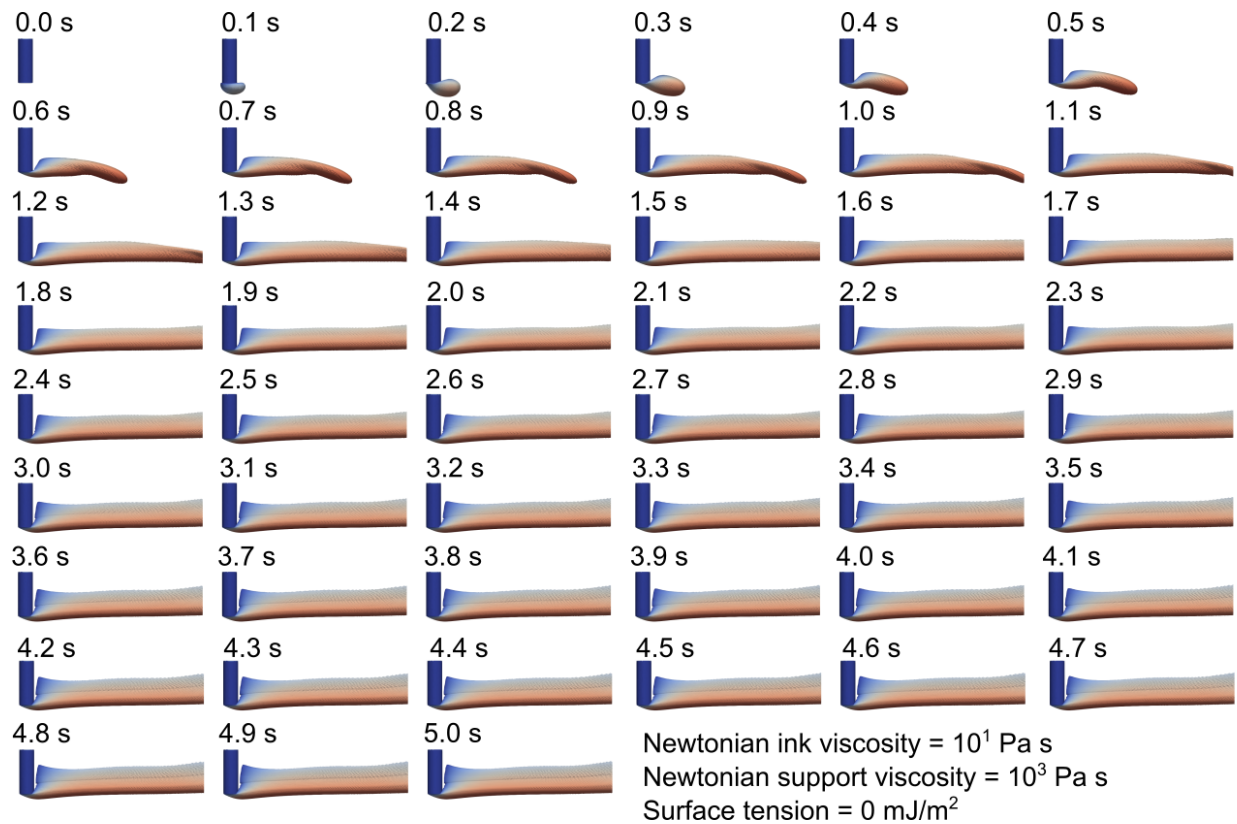 0.0 s 0.1 s 0.2 s 0.3 s 0.4 s 0.5 s
0.6 s 0.7 s 0.8 s 0.9 s 1.0 s 1.1 s
1.2 s 1.3 s 1.4 s 1.5 s 1.6 s 1.7 s
1.8 s 1.9 s 2.0 s 2.1 s 2.2 s 2.3 s
2.4 s 2.5 s 2.6 s 2.7 s 2.8 s 2.9 s
3.0 s 3.1 s 3.2 s 3.3 s 3.4 s 3.5 s
3.6 s 3.7 s 3.8 s 3.9 s 4.0 s 4.1 s
4.2 s 4.3 s 4.4 s 4.5 s 4.6 s 4.7 s
4.8 s 4.9 s 5.0 s
Newtonian ink viscosity = 10¹ Pa s
Newtonian support viscosity = 10³ Pa s
Surface tension = 0 mJ/m²